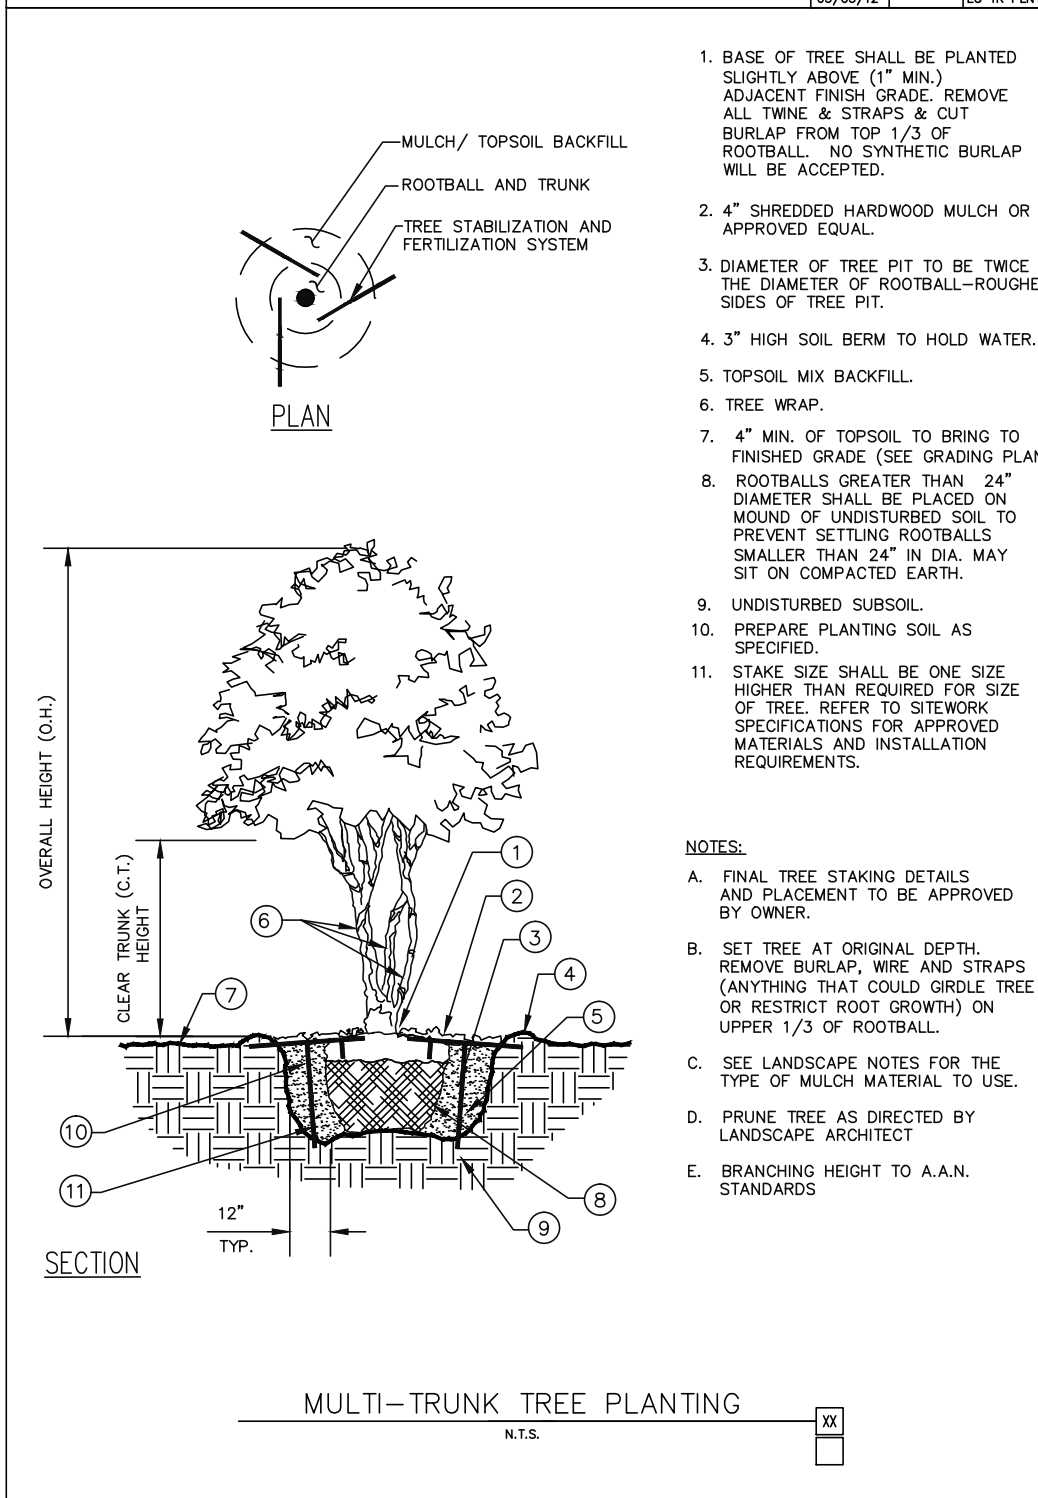 MULCH/ TOPSOIL BACKFILL
ROOTBALL AND TRUNK
TREE STABILIZATION AND
FERTILIZATION SYSTEM
PLAN
1. BASE OF TREE SHALL BE PLANTED
SLIGHTLY ABOVE (1" MIN.)
ADJACENT FINISH GRADE. REMOVE
ALL TWINE & STRAPS & CUT
BURLAP FROM TOP 1/3 OF
ROOTBALL. NO SYNTHETIC BURLAP
WILL BE ACCEPTED.
2. 4" SHREDDED HARDWOOD MULCH OR
APPROVED EQUAL.
3. DIAMETER OF TREE PIT TO BE TWICE
THE DIAMETER OF ROOTBALL-ROUGHE
SIDES OF TREE PIT.
4. 3" HIGH SOIL BERM TO HOLD WATER.
5. TOPSOIL MIX BACKFILL.
6. TREE WRAP.
7. 4" MIN. OF TOPSOIL TO BRING TO
FINISHED GRADE (SEE GRADING PLAN
8. ROOTBALLS GREATER THAN 24"
DIAMETER SHALL BE PLACED ON
MOUND OF UNDISTURBED SOIL TO
PREVENT SETTLING ROOTBALLS
SMALLER THAN 24" IN DIA. MAY
SIT ON COMPACTED EARTH.
9. UNDISTURBED SUBSOIL.
10. PREPARE PLANTING SOIL AS
SPECIFIED.
11. STAKE SIZE SHALL BE ONE SIZE
HIGHER THAN REQUIRED FOR SIZE
OF TREE. REFER TO SITEWORK
SPECIFICATIONS FOR APPROVED
MATERIALS AND INSTALLATION
REQUIREMENTS.
NOTES:
A. FINAL TREE STAKING DETAILS
AND PLACEMENT TO BE APPROVED
BY OWNER.
B. SET TREE AT ORIGINAL DEPTH.
REMOVE BURLAP, WIRE AND STRAPS
(ANYTHING THAT COULD GIRDLE TREE
OR RESTRICT ROOT GROWTH) ON
UPPER 1/3 OF ROOTBALL.
C. SEE LANDSCAPE NOTES FOR THE
TYPE OF MULCH MATERIAL TO USE.
D. PRUNE TREE AS DIRECTED BY
LANDSCAPE ARCHITECT
E. BRANCHING HEIGHT TO A.A.N.
STANDARDS
OVERALL HEIGHT (O.H.)
CLEAR TRUNK (C.T.)
HEIGHT
1
2
3
4
5
6
7
8
9
10
11
12"
TYP.
SECTION
MULTI-TRUNK TREE PLANTING
N.T.S.
XX